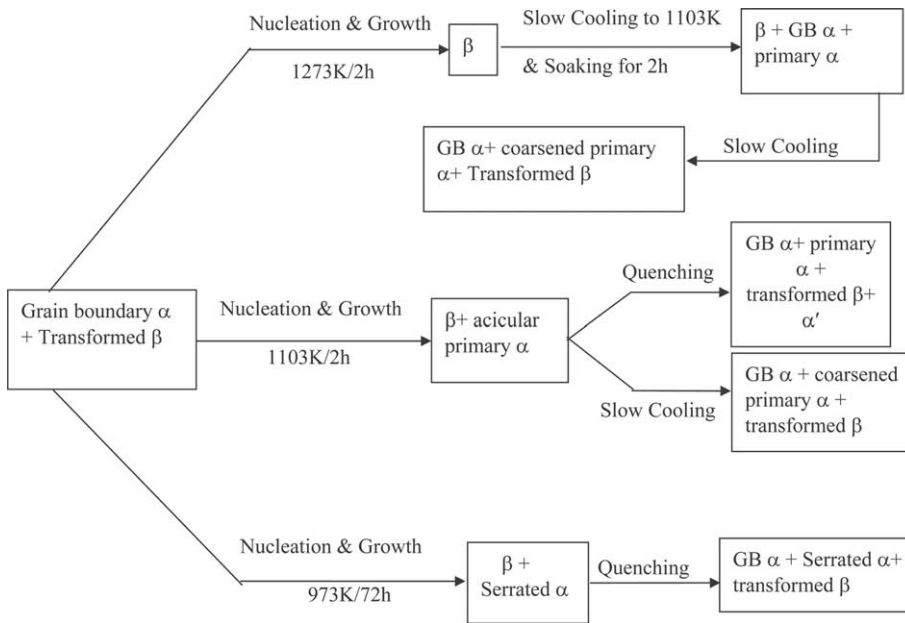 Nucleation & Growth
1273K/2h
β
Slow Cooling to 1103K
& Soaking for 2h
β + GB α +
primary α
Slow Cooling
GB α+ coarsened primary
α+ Transformed β
Grain boundary α
+ Transformed β
Nucleation & Growth
1103K/2h
β+ acicular
primary α
Quenching
GB α+ primary
α +
transformed β+
α′
Slow Cooling
GB α + coarsened
primary α +
transformed β
Nucleation & Growth
973K/72h
β +
Serrated α
Quenching
GB α + Serrated α+
transformed β